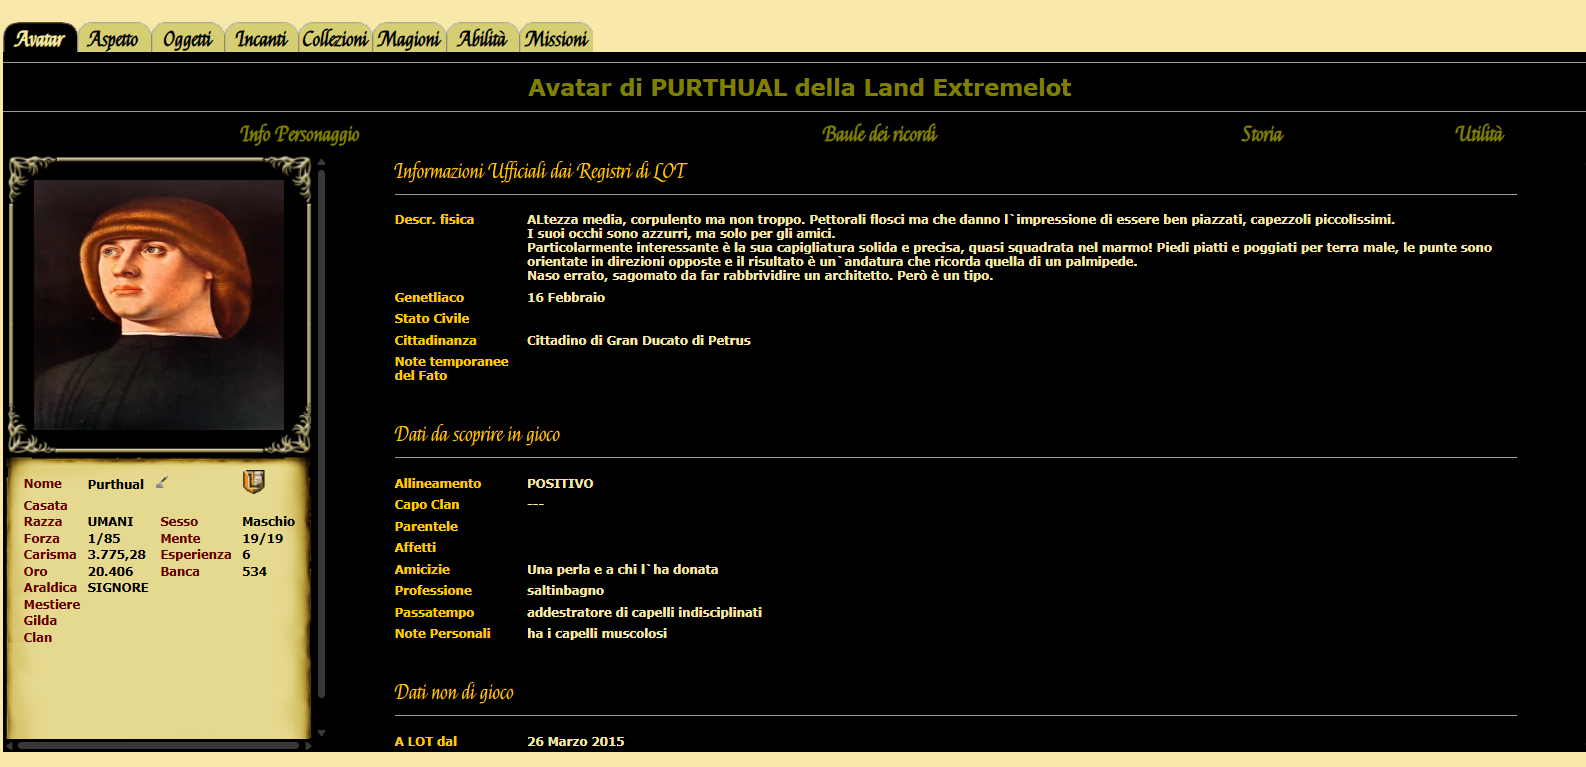 Avatar Aspetto Oggetti Incanti Collezioni Magioni Abilità Missioni
Avatar di PURTHUAL della Land Extremelot
Info Personaggio Baule dei ricordi Storia Utilità
Nome Purthual
Casata
Razza UMANI Sesso Maschio
Forza 1/85 Mente 19/19
Carisma 3.775,28 Esperienza 6
Oro 20.406 Banca 534
Araldica SIGNORE
Mestiere
Gilda
Clan
Informazioni Ufficiali dai Registri di LOT
Descr. fisica ALtezza media, corpulento ma non troppo. Pettorali flosci ma che danno l`impressione di essere ben piazzati, capezzoli piccolissimi.
I suoi occhi sono azzurri, ma solo per gli amici.
Particolarmente interessante è la sua capigliatura solida e precisa, quasi squadrata nel marmo! Piedi piatti e poggiati per terra male, le punte sono
orientate in direzioni opposte e il risultato è un`andatura che ricorda quella di un palmipede.
Naso errato, sagomato da far rabbrividire un architetto. Però è un tipo.
Genetliaco 16 Febbraio
Stato Civile
Cittadinanza Cittadino di Gran Ducato di Petrus
Note temporanee
del Fato
Dati da scoprire in gioco
Allineamento POSITIVO
Capo Clan ---
Parentele
Affetti
Amicizie Una perla e a chi l`ha donata
Professione saltinbagno
Passatempo addestratore di capelli indisciplinati
Note Personali ha i capelli muscolosi
Dati non di gioco
A LOT dal 26 Marzo 2015